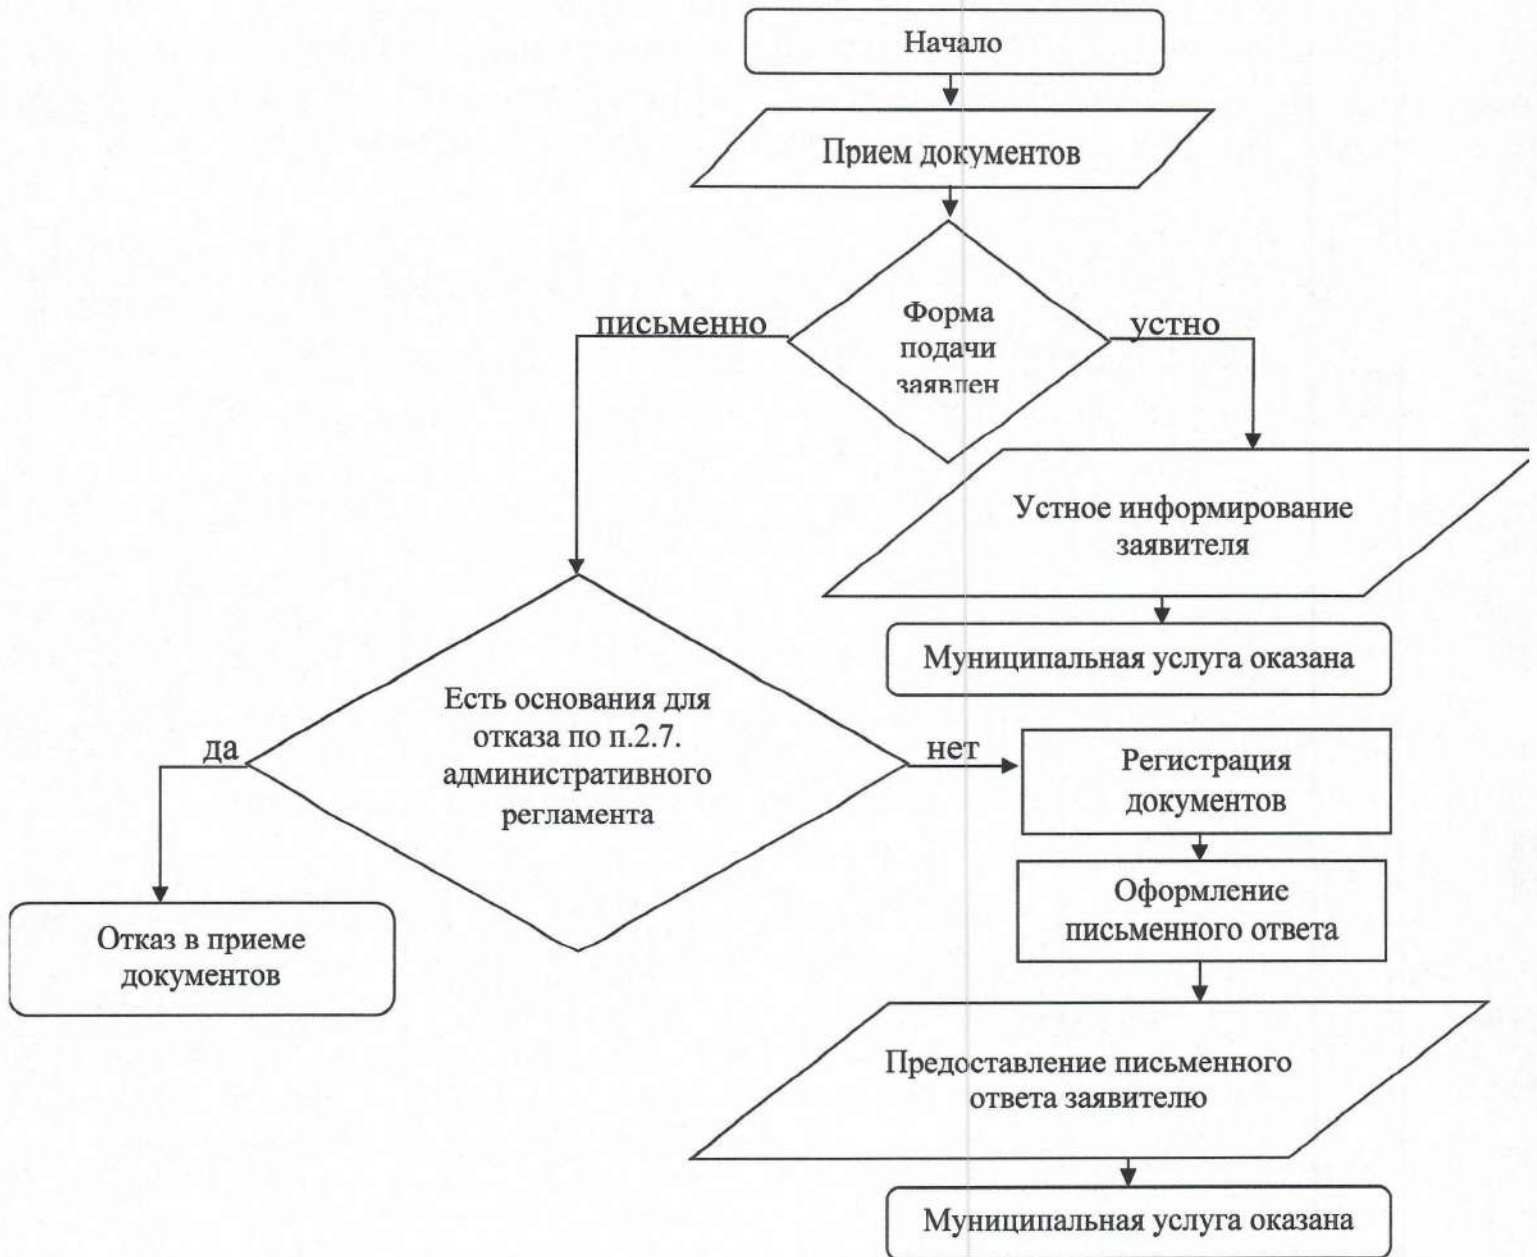 Начало
Прием документов
Форма
подачи
заявлен
письменно
устно
Устное информирование
заявителя
Муниципальная услуга оказана
Есть основания для
отказа по п.2.7.
административного
регламента
да
нет
Регистрация
документов
Оформление
письменного ответа
Отказ в приеме
документов
Предоставление письменного
ответа заявителю
Муниципальная услуга оказана